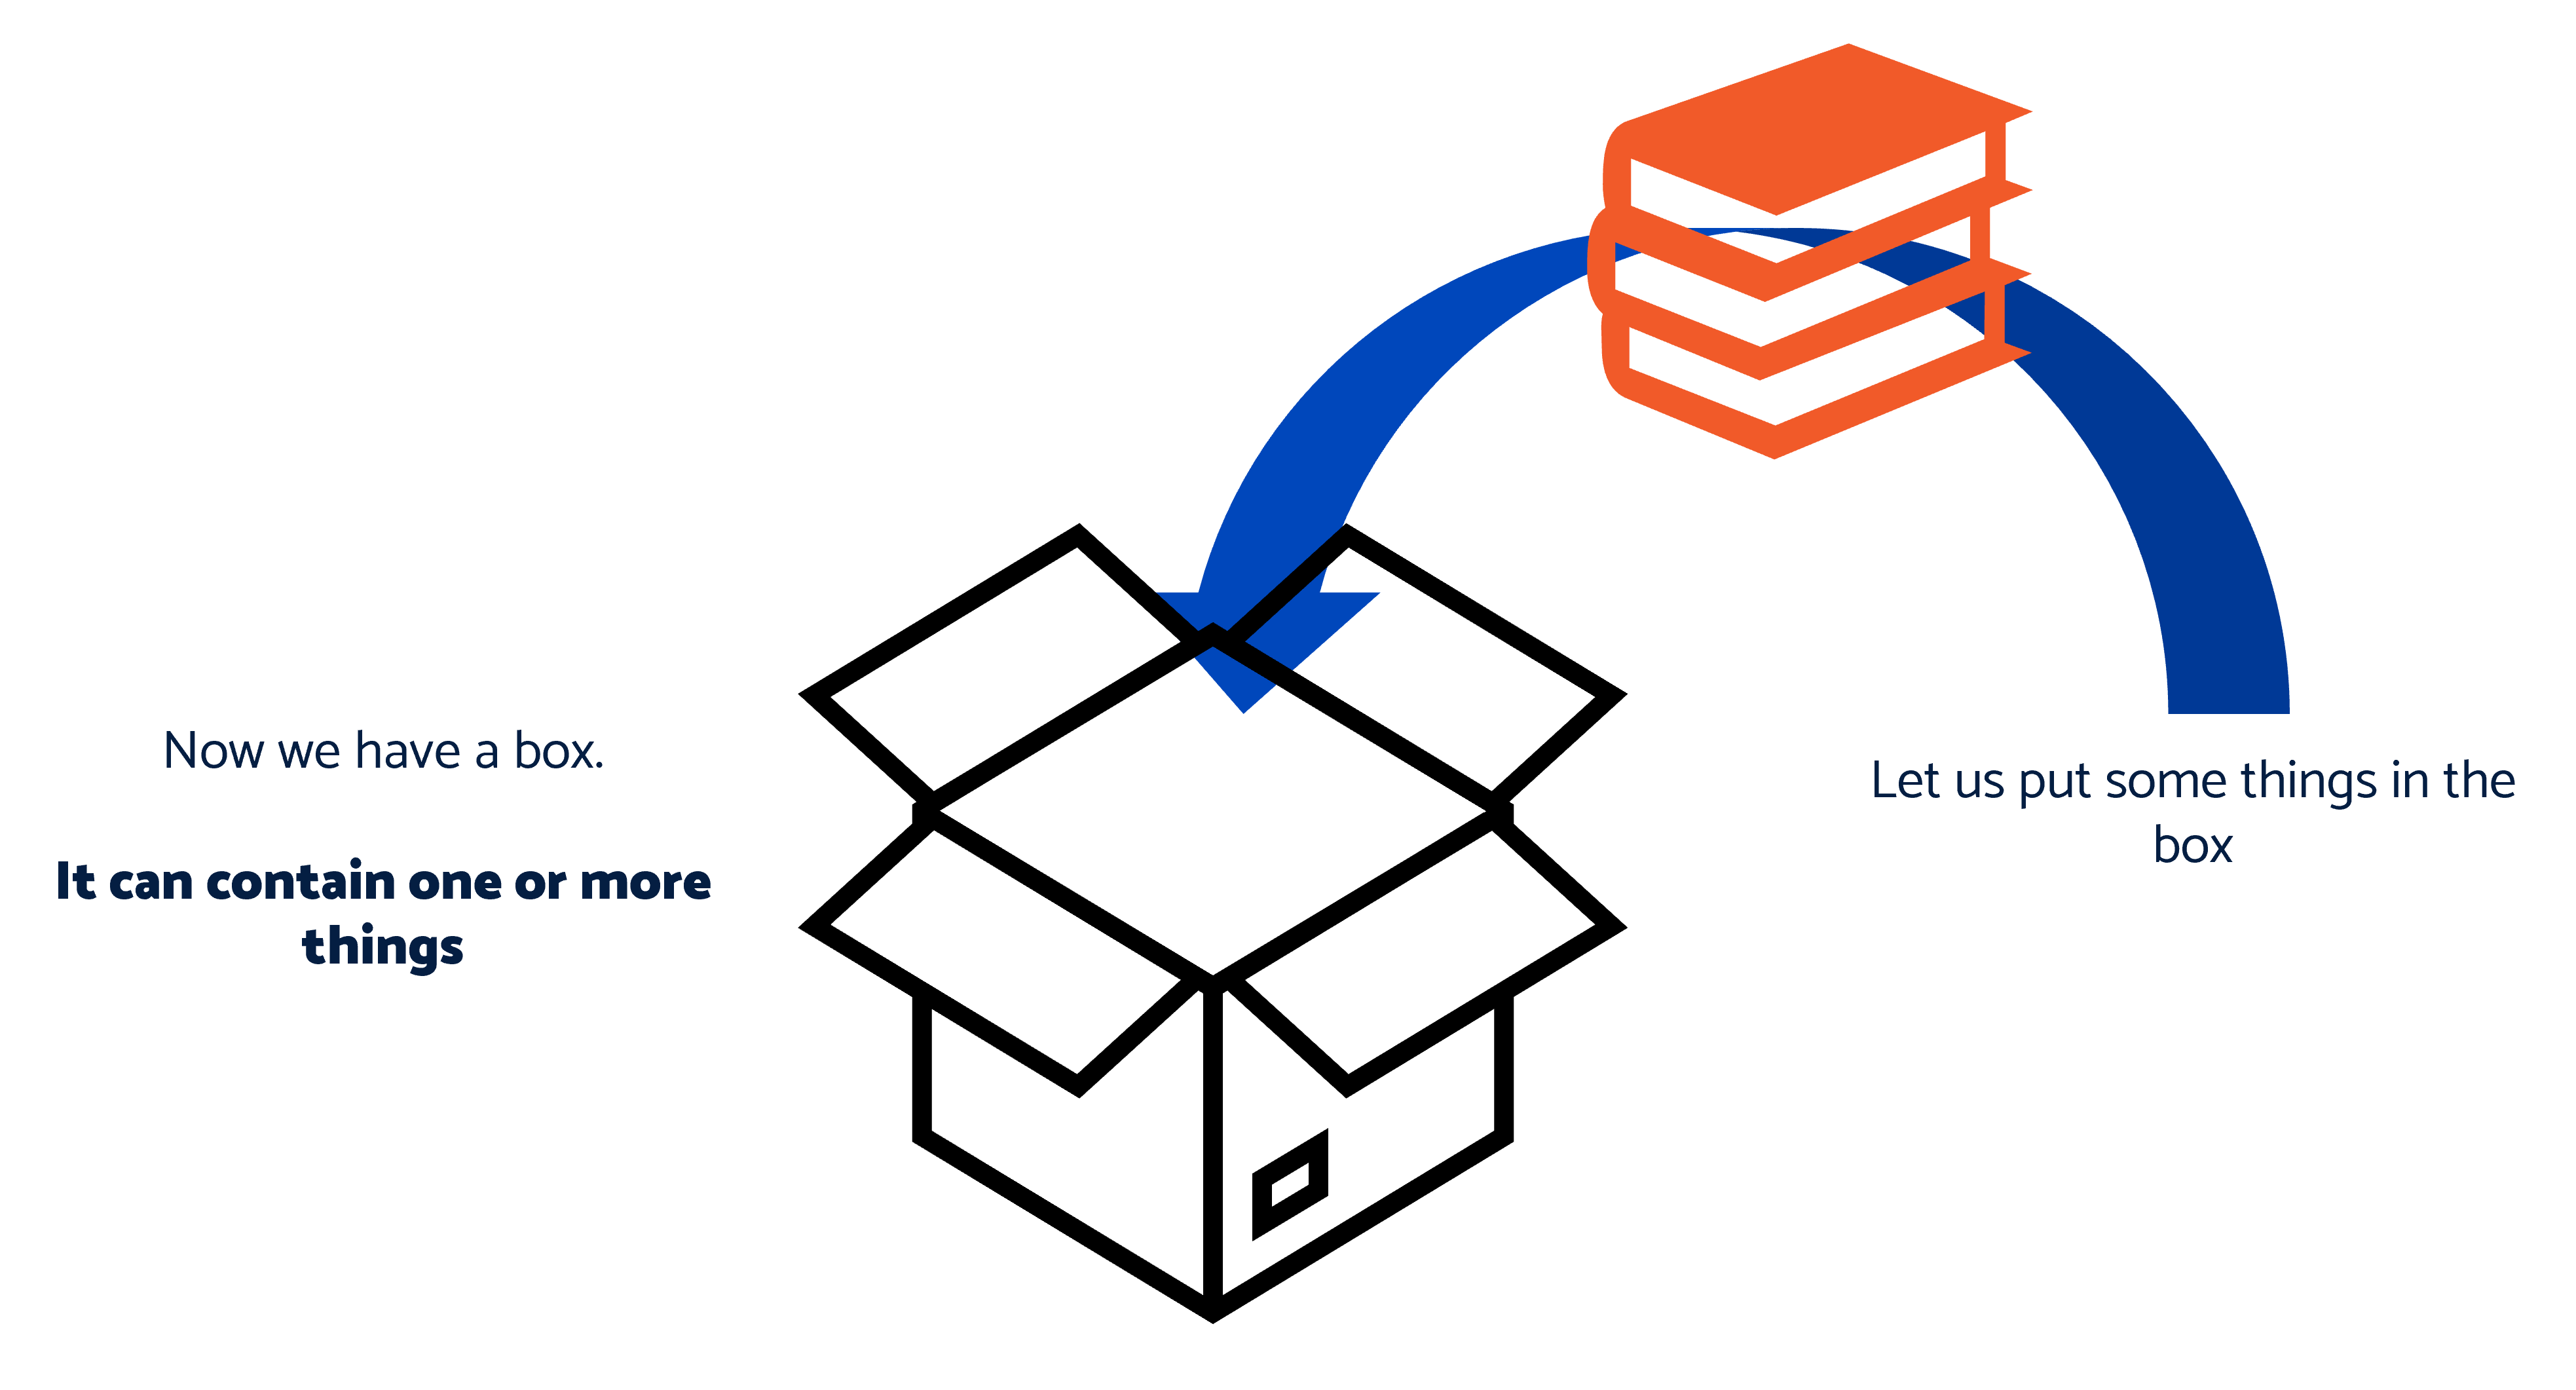 Now we have a box.
It can contain one or more
things
Let us put some things in the
box